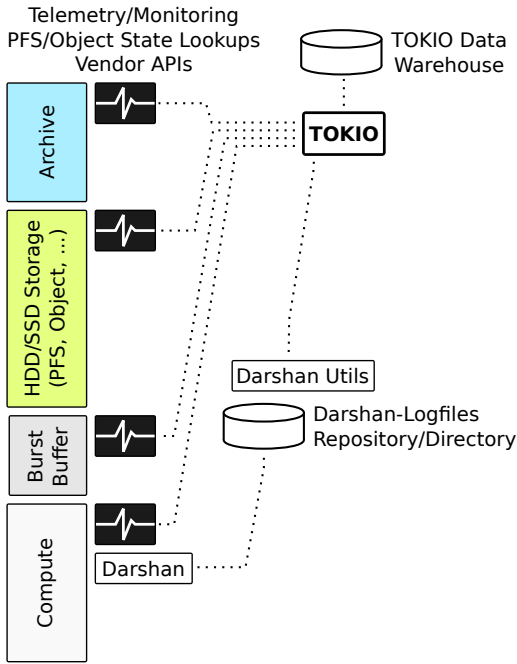 Telemetry/Monitoring
PFS/Object State Lookups
Vendor APIs
TOKIO Data
Warehouse
TOKIO
Archive
HDD/SSD Storage
(PFS, Object, ...)
Darshan Utils
Darshan-Logfiles
Repository/Directory
Burst
Buffer
Compute
Darshan